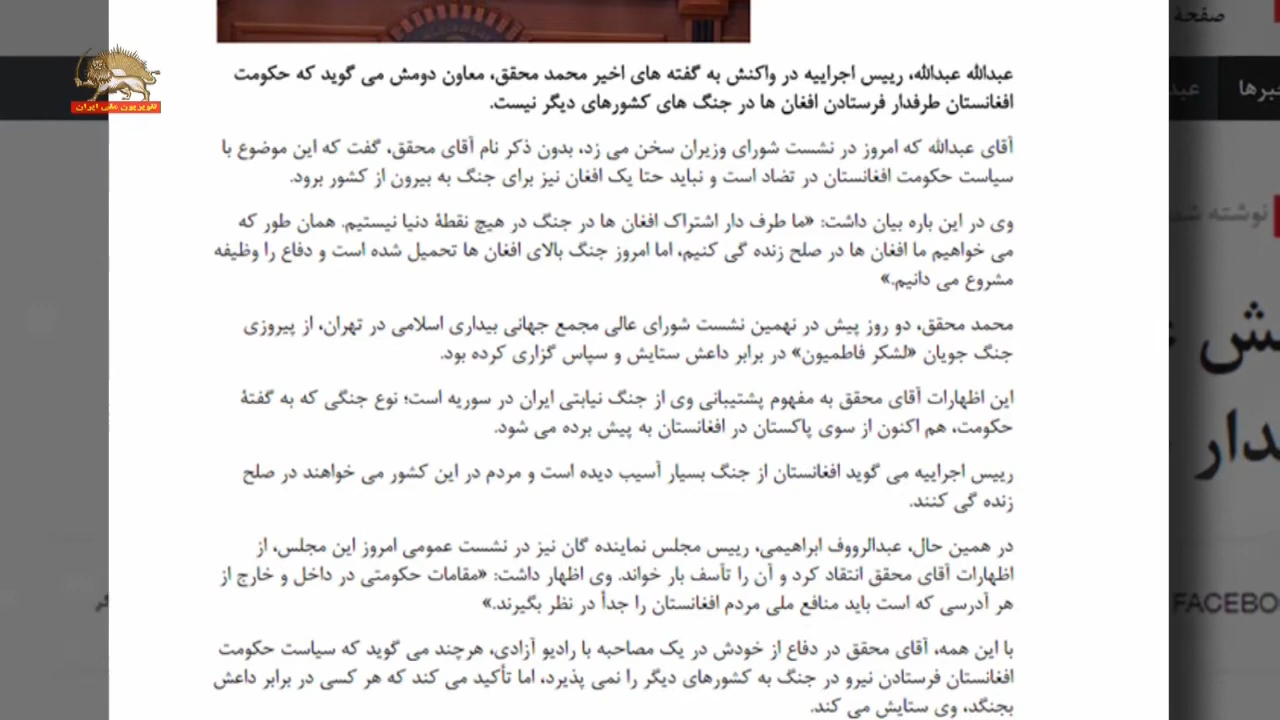 تلویزیون ملی ایران
عبدالله عبدالله، رییس اجراییه در واکنش به گفته های اخیر محمد محقق، معاون دومش می گوید که حکومت
افغانستان طرفدار فرستادن افغان ها در جنگ های کشورهای دیگر نیست.
آقای عبدالله که امروز در نشست شورای وزیران سخن می زد، بدون ذکر نام آقای محقق، گفت که این موضوع با
سیاست حکومت افغانستان در تضاد است و نباید حتا یک افغان نیز برای جنگ به بیرون از کشور برود.
وی در این باره بیان داشت: «ما طرف دار اشتراک افغان ها در جنگ در هیچ نقطهٔ دنیا نیستیم. همان طور که
می خواهیم ما افغان ها در صلح زنده گی کنیم، اما امروز جنگ بالای افغان ها تحمیل شده است و دفاع را وظیفه
مشروع می دانیم.»
محمد محقق، دو روز پیش در نهمین نشست شورای عالی مجمع جهانی بیداری اسلامی در تهران، از پیروزی
جنگ جویان «لشکر فاطمیون» در برابر داعش ستایش و سپاس گزاری کرده بود.
این اظهارات آقای محقق به مفهوم پشتیبانی وی از جنگ نیابتی ایران در سوریه است؛ نوع جنگی که به گفتهٔ
حکومت، هم اکنون از سوی پاکستان در افغانستان به پیش برده می شود.
رییس اجراییه می گوید افغانستان از جنگ بسیار آسیب دیده است و مردم در این کشور می خواهند در صلح
زنده گی کنند.
در همین حال، عبدالرووف ابراهیمی، رییس مجلس نماینده گان نیز در نشست عمومی امروز این مجلس، از
اظهارات آقای محقق انتقاد کرد و آن را تأسف بار خواند. وی اظهار داشت: «مقامات حکومتی در داخل و خارج از
هر آدرسی که است باید منافع ملی مردم افغانستان را جدأ در نظر بگیرند.»
با این همه، آقای محقق در دفاع از خودش در یک مصاحبه با رادیو آزادی، هرچند می گوید که سیاست حکومت
افغانستان فرستادن نیرو در جنگ به کشورهای دیگر را نمی پذیرد، اما تأکید می کند که هر کسی در برابر داعش
بجنگد، وی ستایش می کند.
صفحهٔ
نوشته شد
FACEBO